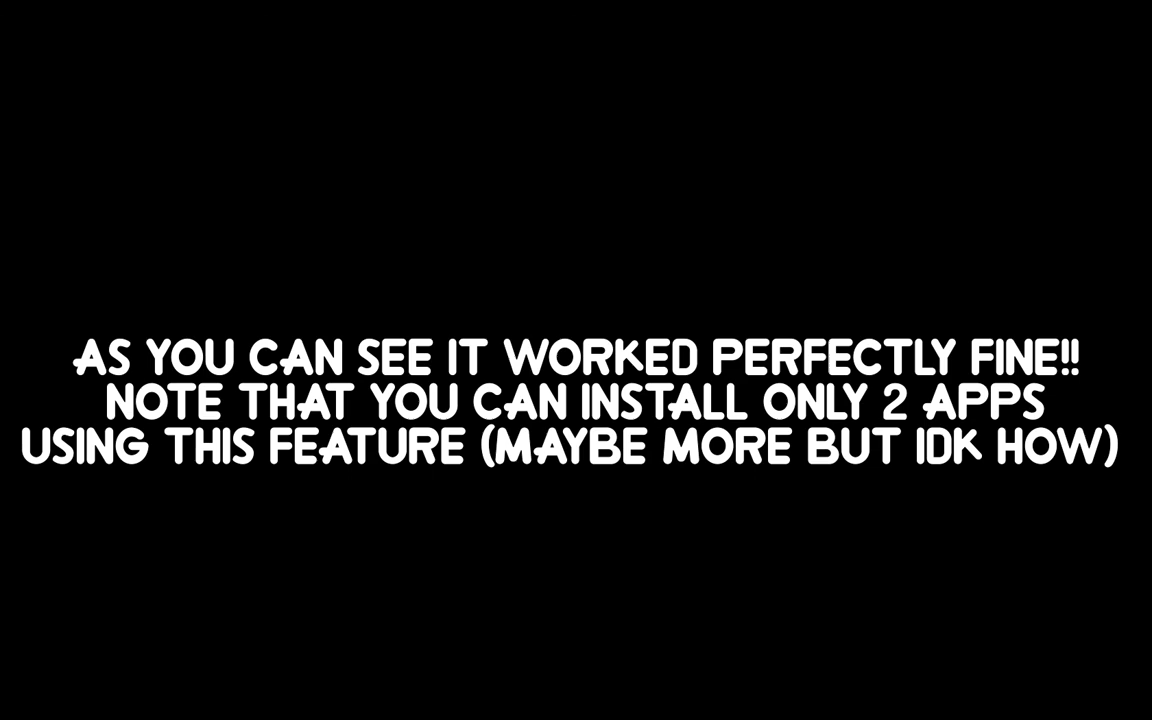 AS YOU CAN SEE IT WORKED PERFECTLY FINE!!
NOTE THAT YOU CAN INSTALL ONLY 2 APPS
USING THIS FEATURE (MAYBE MORE BUT IDK HOW)